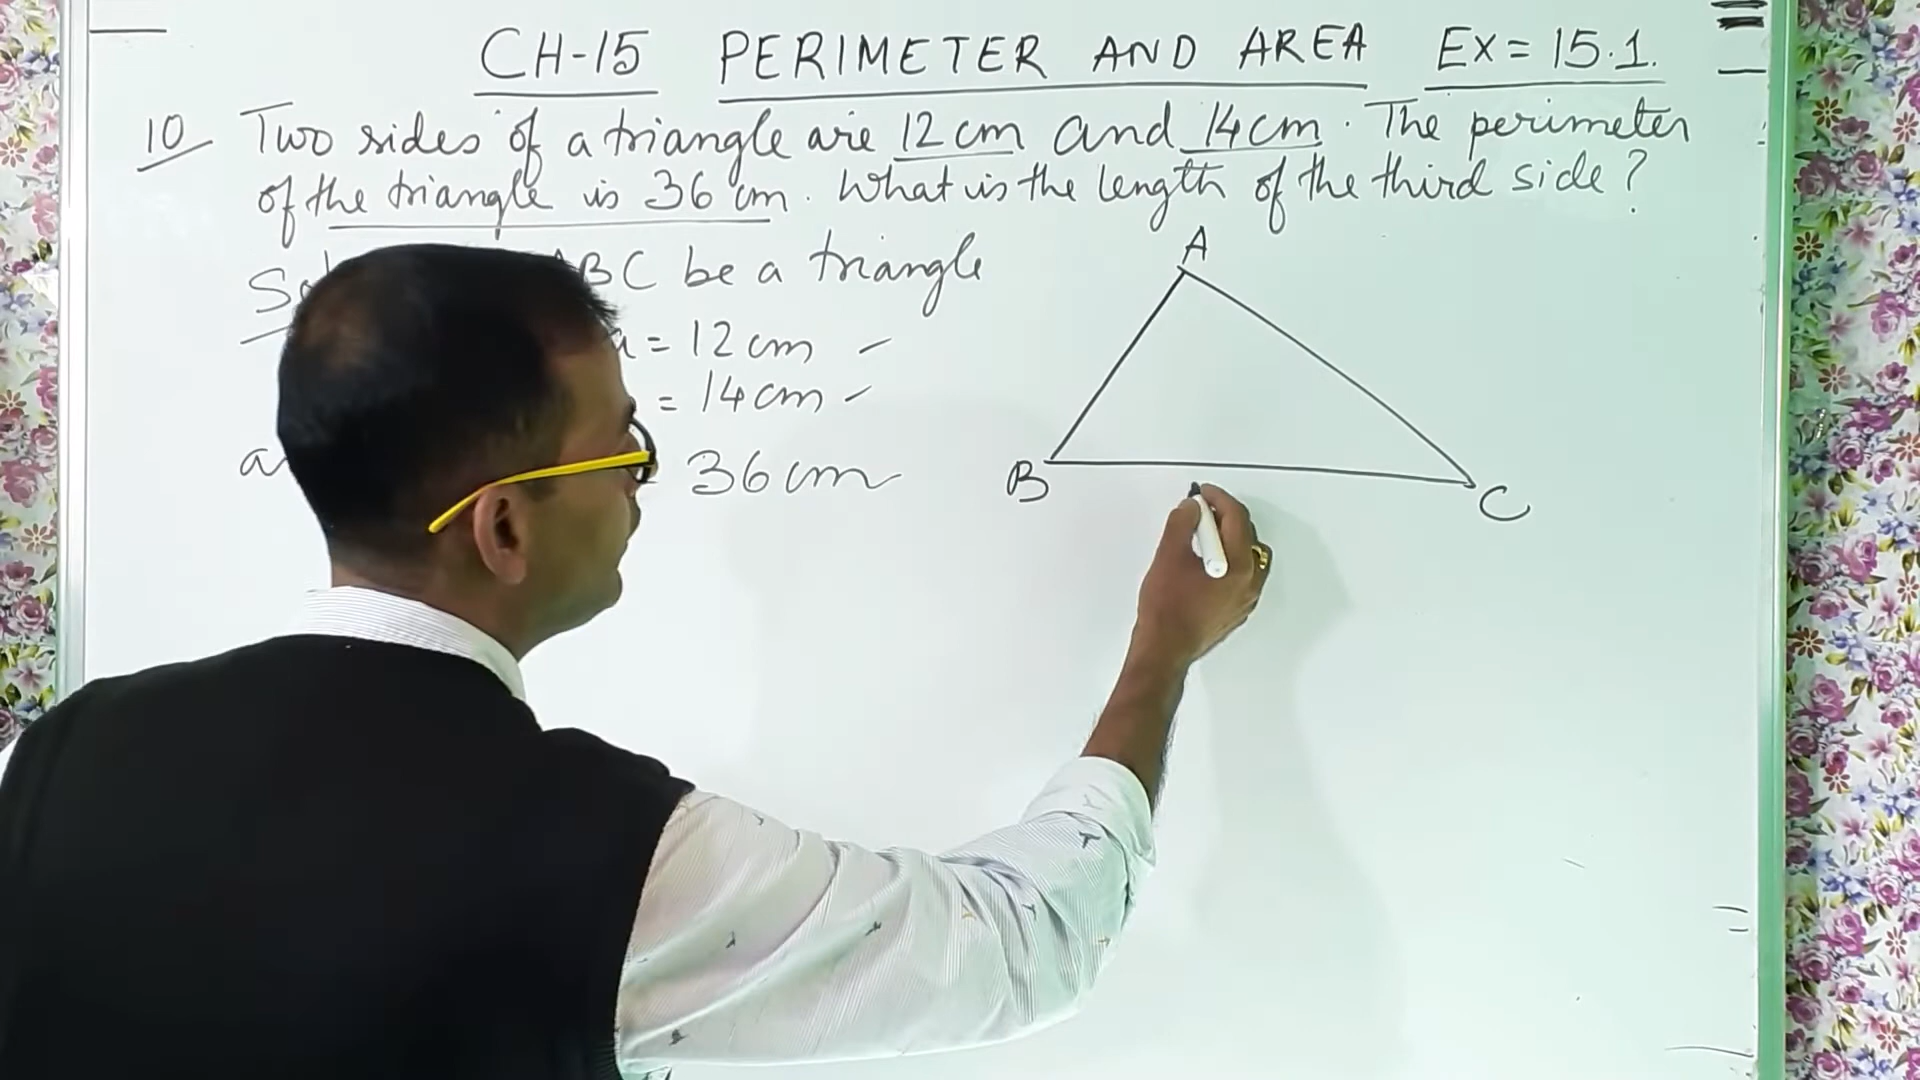 CH-15 PERIMETER AND AREA EX = 15.1.
10 Two sides of a triangle are 12 cm and 14 cm. The perimeter
of the triangle is 36 cm. What is the length of the third side?
ABC be a triangle
a = 12 cm
= 14 cm
36 cm
A
B
C